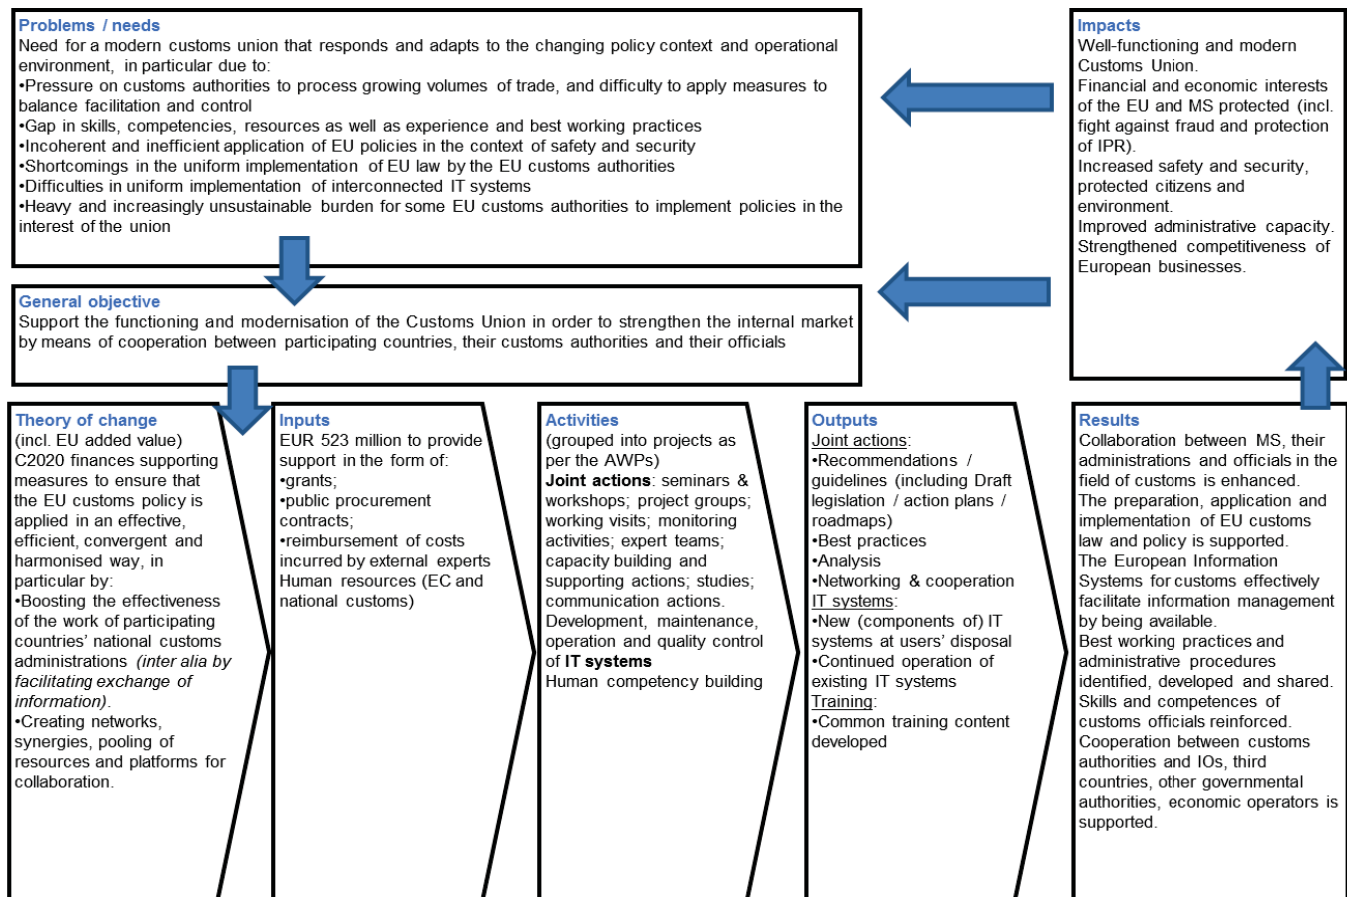 Problems / needs
Need for a modern customs union that responds and adapts to the changing policy context and operational
environment, in particular due to:
•Pressure on customs authorities to process growing volumes of trade, and difficulty to apply measures to
balance facilitation and control
•Gap in skills, competencies, resources as well as experience and best working practices
•Incoherent and inefficient application of EU policies in the context of safety and security
•Shortcomings in the uniform implementation of EU law by the EU customs authorities
•Difficulties in uniform implementation of interconnected IT systems
•Heavy and increasingly unsustainable burden for some EU customs authorities to implement policies in the
interest of the union
General objective
Support the functioning and modernisation of the Customs Union in order to strengthen the internal market
by means of cooperation between participating countries, their customs authorities and their officials
Theory of change
(incl. EU added value)
C2020 finances supporting
measures to ensure that
the EU customs policy is
applied in an effective,
efficient, convergent and
harmonised way, in
particular by:
•Boosting the effectiveness
of the work of participating
countries' national customs
administrations (inter alia by
facilitating exchange of
information).
•Creating networks,
synergies, pooling of
resources and platforms for
collaboration.
Inputs
EUR 523 million to provide
support in the form of:
•grants;
•public procurement
contracts;
•reimbursement of costs
incurred by external experts
Human resources (EC and
national customs)
Activities
(grouped into projects as
per the AWPs)
Joint actions: seminars &
workshops; project groups;
working visits; monitoring
activities; expert teams;
capacity building and
supporting actions; studies;
communication actions.
Development, maintenance,
operation and quality control
of IT systems
Human competency building
Outputs
Joint actions:
•Recommendations /
guidelines (including Draft
legislation / action plans /
roadmaps)
•Best practices
•Analysis
•Networking & cooperation
IT systems:
•New (components of) IT
systems at users' disposal
•Continued operation of
existing IT systems
Training:
•Common training content
developed
Results
Collaboration between MS, their
administrations and officials in the
field of customs is enhanced.
The preparation, application and
implementation of EU customs
law and policy is supported.
The European Information
Systems for customs effectively
facilitate information management
by being available.
Best working practices and
administrative procedures
identified, developed and shared.
Skills and competences of
customs officials reinforced.
Cooperation between customs
authorities and IOs, third
countries, other governmental
authorities, economic operators is
supported.
Impacts
Well-functioning and modern
Customs Union.
Financial and economic interests
of the EU and MS protected (incl.
fight against fraud and protection
of IPR).
Increased safety and security,
protected citizens and
environment.
Improved administrative capacity.
Strengthened competitiveness of
European businesses.